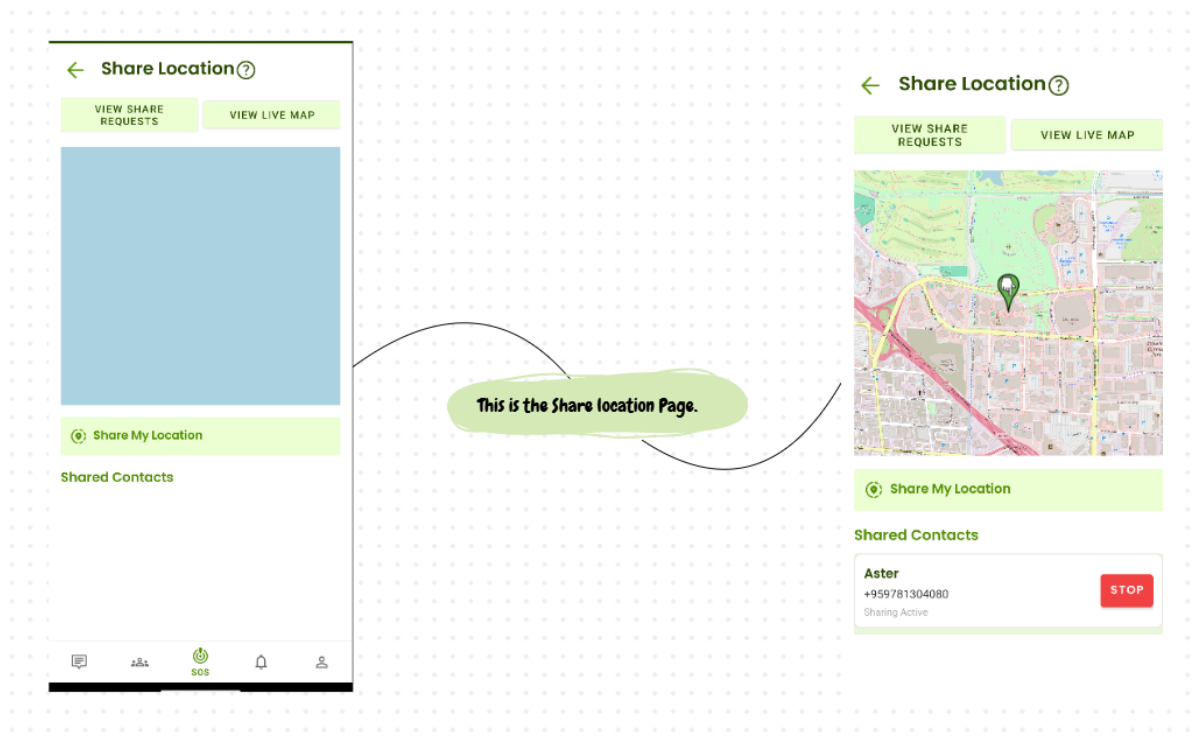 Share Location
VIEW SHARE
REQUESTS
VIEW LIVE MAP
Share My Location
Shared Contacts
SOS
This is the Share location Page.
Share Location
VIEW SHARE
REQUESTS
VIEW LIVE MAP
Share My Location
Shared Contacts
Aster
+959781304080
Sharing Active
STOP